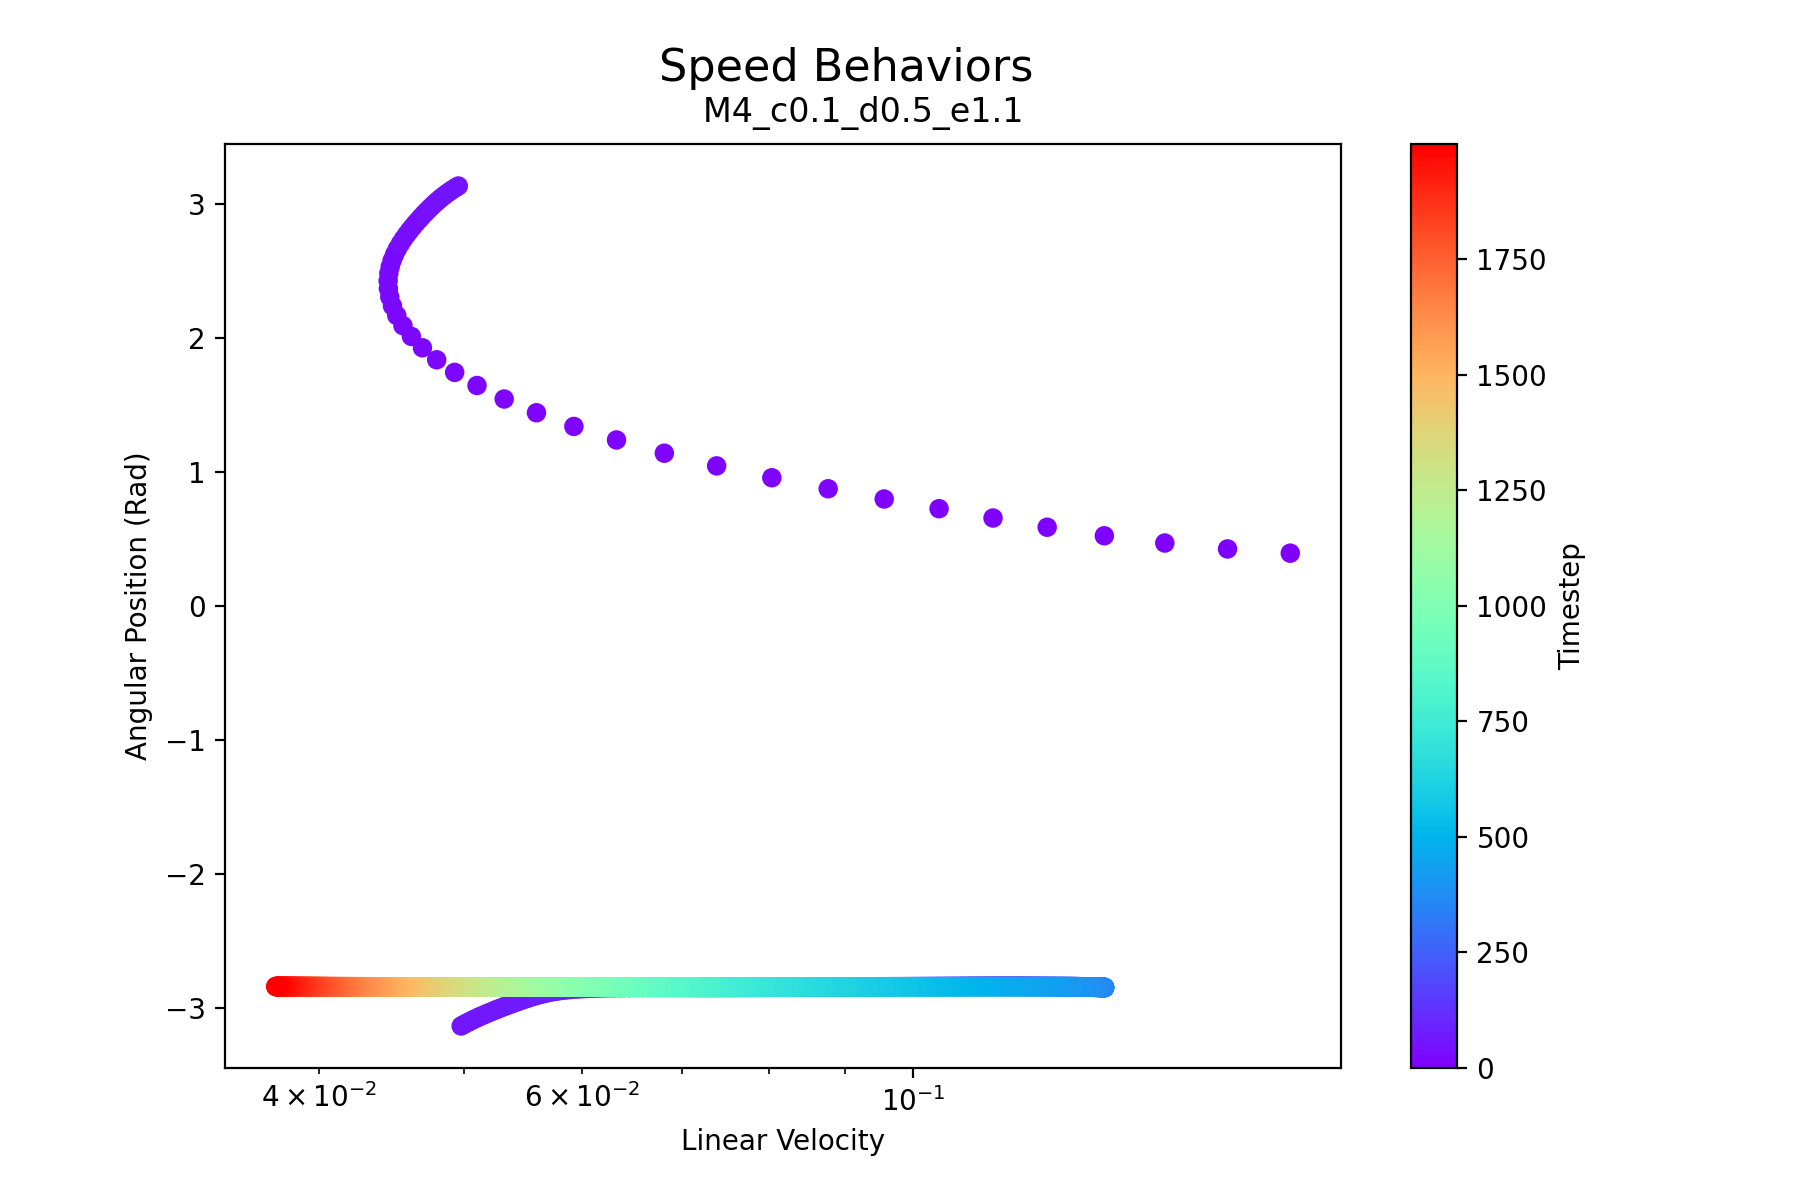 Speed Behaviors
M4_c0.1_d0.5_e1.1
Angular Position (Rad)
3
2
1
0
−1
−2
−3
4 × 10⁻²
6 × 10⁻²
10⁻¹
Linear Velocity
1750
1500
1250
1000
750
500
250
0
Timestep